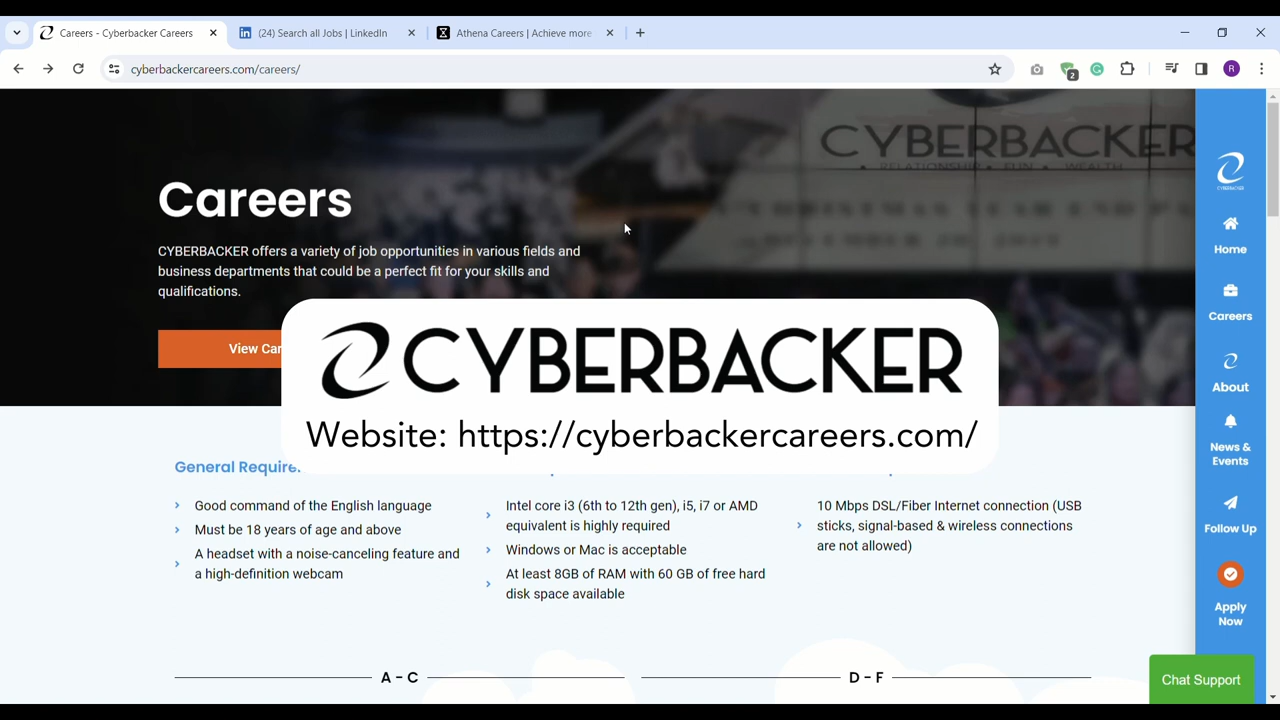 Careers - Cyberbacker Careers
(24) Search all Jobs | LinkedIn
Athena Careers | Achieve more
cyberbackercareers.com/careers/
2
R
CYBERBACKER
RELATIONSHIP • FUN • WEALTH
Careers
CYBERBACKER offers a variety of job opportunities in various fields and
business departments that could be a perfect fit for your skills and
qualifications.
View Car
CYBERBACKER
Website: https://cyberbackercareers.com/
General Require
Good command of the English language
Must be 18 years of age and above
A headset with a noise-canceling feature and
a high-definition webcam
Intel core i3 (6th to 12th gen), i5, i7 or AMD
equivalent is highly required
Windows or Mac is acceptable
At least 8GB of RAM with 60 GB of free hard
disk space available
10 Mbps DSL/Fiber Internet connection (USB
sticks, signal-based & wireless connections
are not allowed)
A - C
D - F
CYBERBACKER
Home
Careers
About
News &
Events
Follow Up
Apply
Now
Chat Support